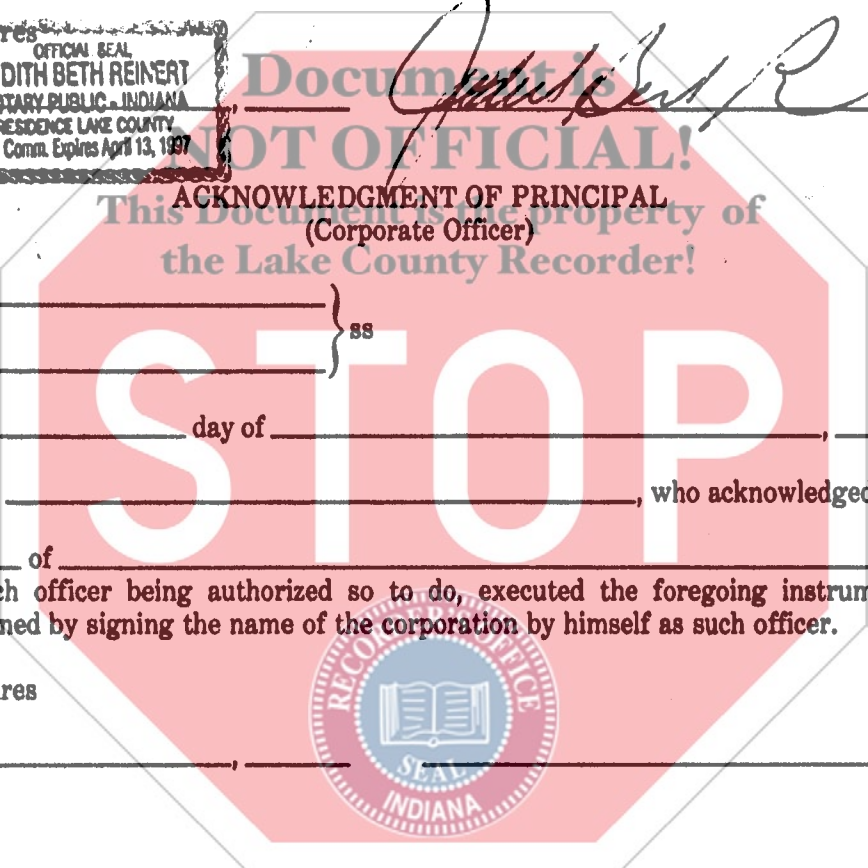 res
OFFICIAL SEAL
DITH BETH REINERT
TARY PUBLIC - INDIANA
RESIDENCE LAKE COUNTY
Comm. Expires April 13, 1997
Document is
NOT OFFICIAL!
ACKNOWLEDGMENT OF PRINCIPAL
This Document is the property of
(Corporate Officer)
the Lake County Recorder!
ss
STOP
day of
, who acknowledged
of
ch officer being authorized so to do, executed the foregoing instrum
ned by signing the name of the corporation by himself as such officer.
RECORDER'S OFFICE
res
SEAL
INDIANA